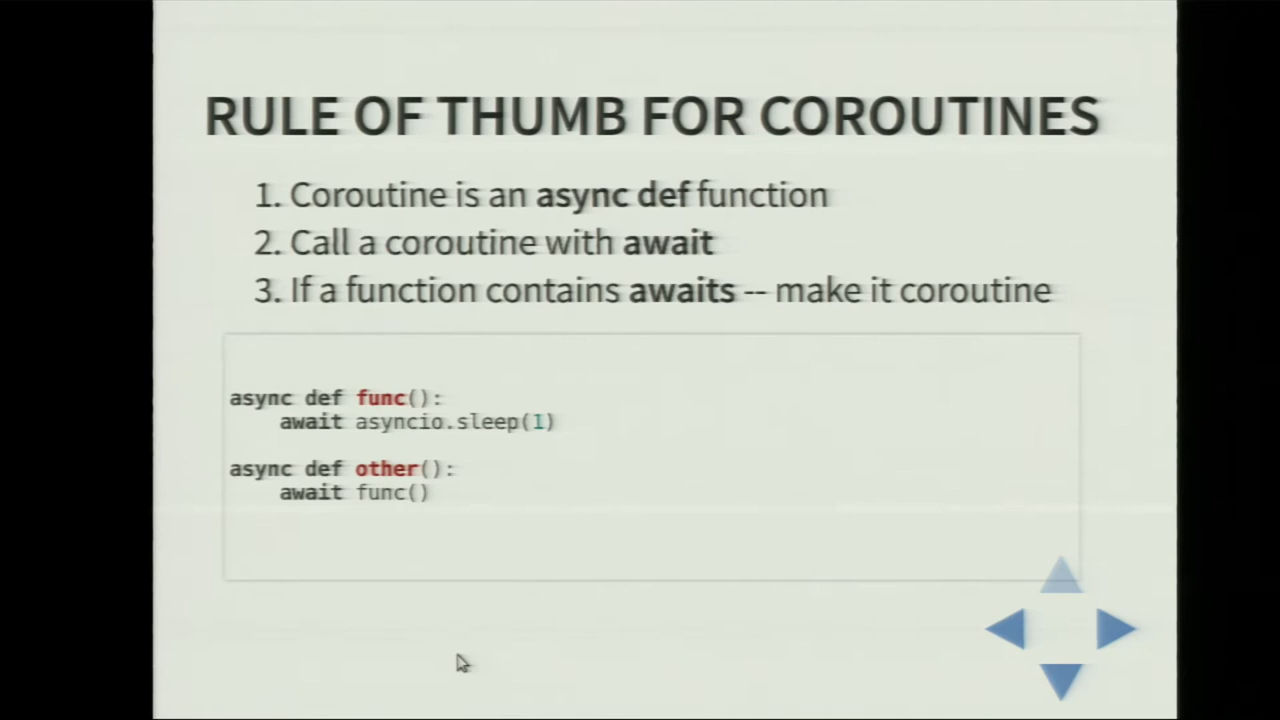 RULE OF THUMB FOR COROUTINES
1. Coroutine is an async def function
2. Call a coroutine with await
3. If a function contains awaits -- make it coroutine
async def func():
    await asyncio.sleep(1)
async def other():
    await func()